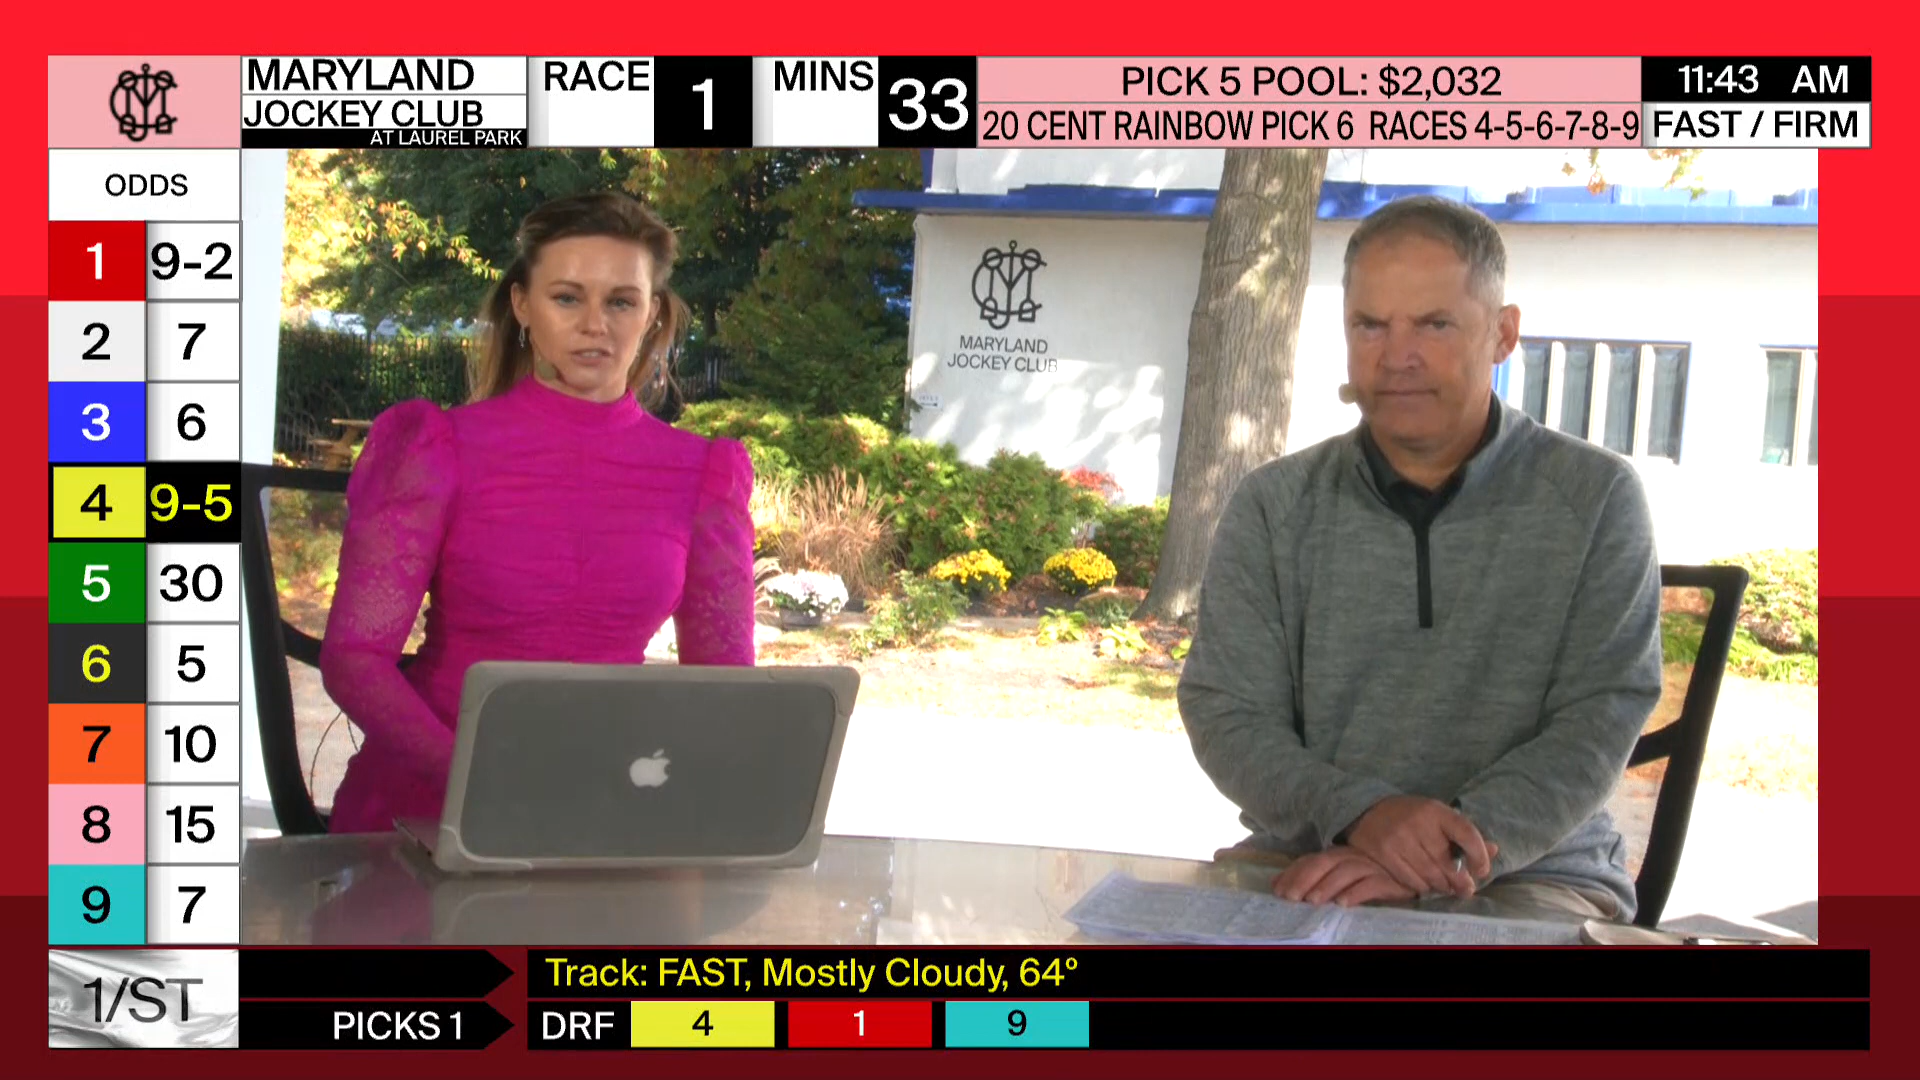 MARYLAND
JOCKEY CLUB
AT LAUREL PARK
RACE 1
MINS 33
PICK 5 POOL: $2,032
20 CENT RAINBOW PICK 6 RACES 4-5-6-7-8-9
11:43 AM
FAST / FIRM
ODDS
1 9-2
2 7
3 6
4 9-5
5 30
6 5
7 10
8 15
9 7
MARYLAND
JOCKEY CLUB
1/ST
Track: FAST, Mostly Cloudy, 64°
PICKS 1
DRF 4 1 9